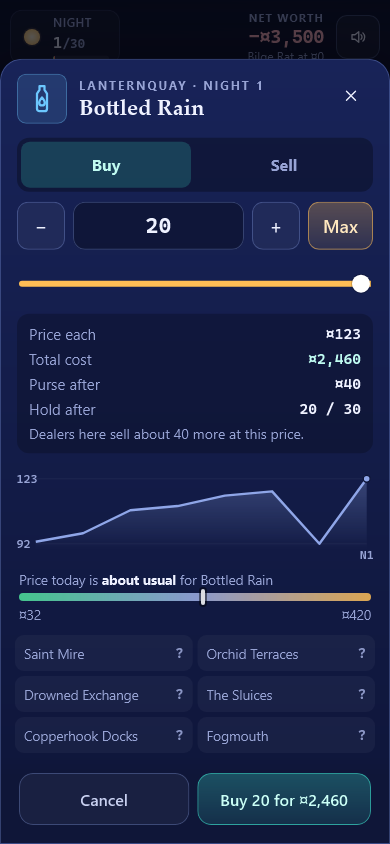 NIGHT
1/30
NET WORTH
−¤3,500
Bilge Rat at ¤0
LANTERNQUAY · NIGHT 1
Bottled Rain
×
Buy
Sell
−
20
+
Max
Price each ¤123
Total cost ¤2,460
Purse after ¤40
Hold after 20 / 30
Dealers here sell about 40 more at this price.
123
92
N1
Price today is about usual for Bottled Rain
¤32 ¤420
Saint Mire ? Orchid Terraces ?
Drowned Exchange ? The Sluices ?
Copperhook Docks ? Fogmouth ?
Cancel
Buy 20 for ¤2,460